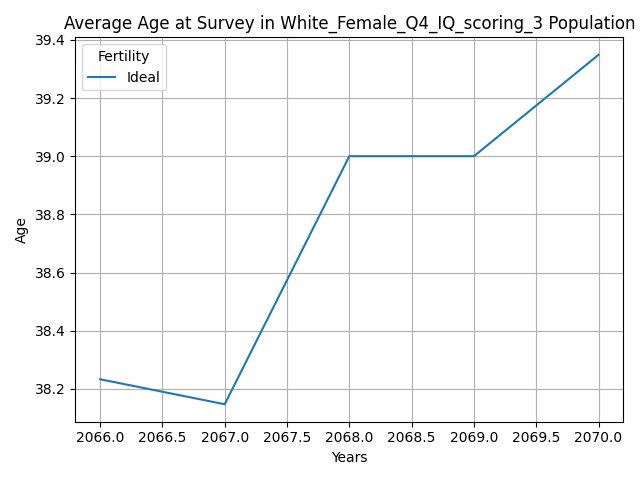 Average Age at Survey in White_Female_Q4_IQ_scoring_3 Population
Fertility
Ideal
39.4
39.2
39.0
38.8
38.6
38.4
38.2
Age
2066.0 2066.5 2067.0 2067.5 2068.0 2068.5 2069.0 2069.5 2070.0
Years